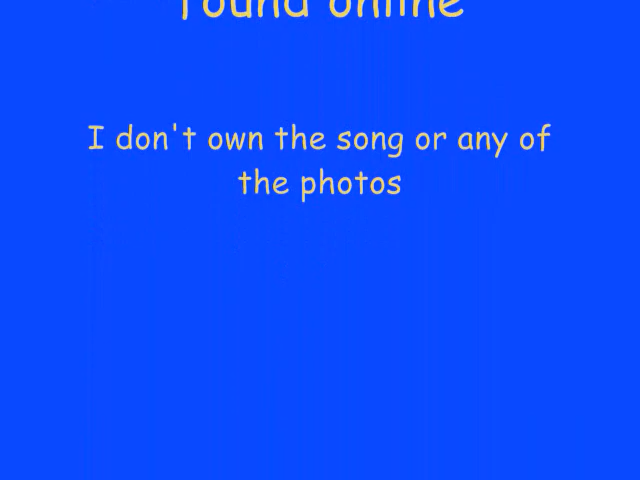 found online
I don't own the song or any of
the photos